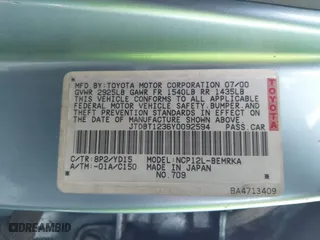 MFD. BY TOYOTA MOTOR CORPORATION 07/00
GVWR 2925LB GAWR FR 1540LB RR 1435LB
THIS VEHICLE CONFORMS TO ALL APPLICABLE
FEDERAL MOTOR VEHICLE SAFETY, BUMPER, AND
THEFT PREVENTION STANDARDS IN EFFECT ON
THE DATE OF MANUFACTURE SHOWN ABOVE.
JTDBT1236Y0092594 PASS.CAR
C/TR:8P2/YD15 MODEL:NCP12L-BEMRKA
A/TM:-01A/C150 MADE IN JAPAN
NO.709
TOYOTA
BA4713409